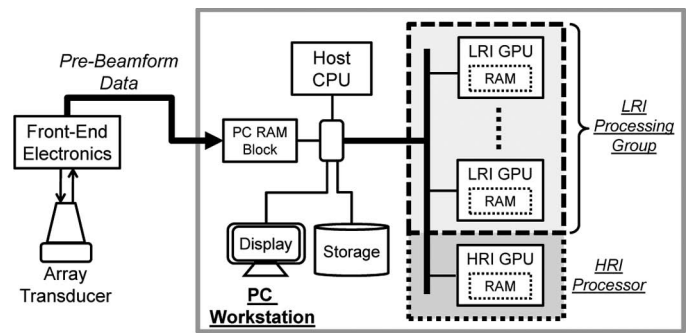 Pre-Beamform
Data
Front-End
Electronics
Array
Transducer
PC RAM
Block
Host
CPU
Display
Storage
PC
Workstation
LRI GPU
RAM
LRI GPU
RAM
HRI GPU
RAM
LRI
Processing
Group
HRI
Processor